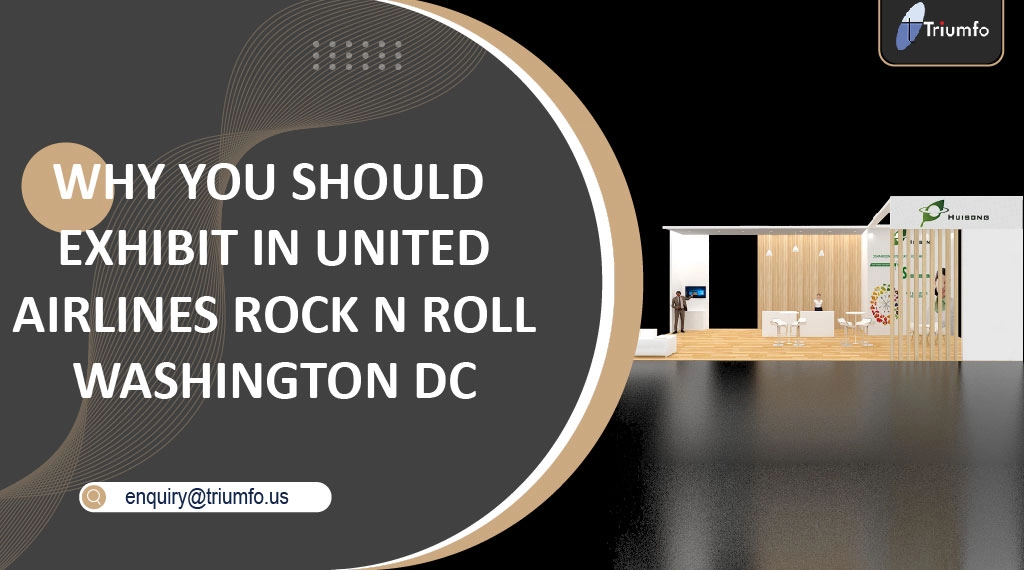 Triumfo
WHY YOU SHOULD
EXHIBIT IN UNITED
AIRLINES ROCK N ROLL
WASHINGTON DC
HUISONG
enquiry@triumfo.us